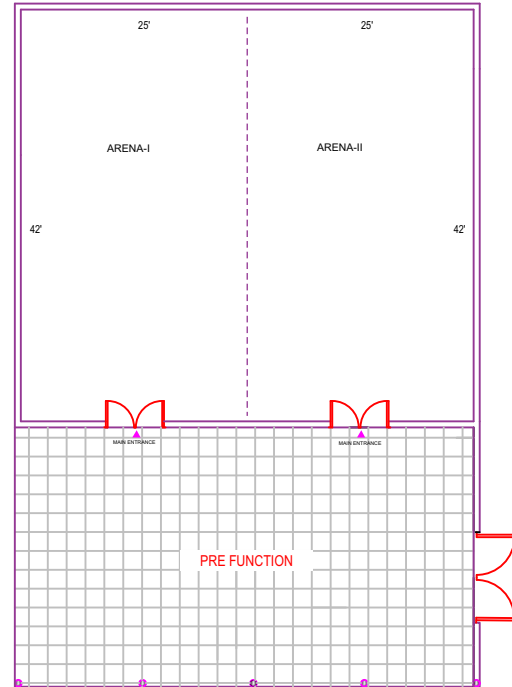 25' 25'
ARENA-I ARENA-II
42' 42'
MAIN ENTRANCE MAIN ENTRANCE
PRE FUNCTION